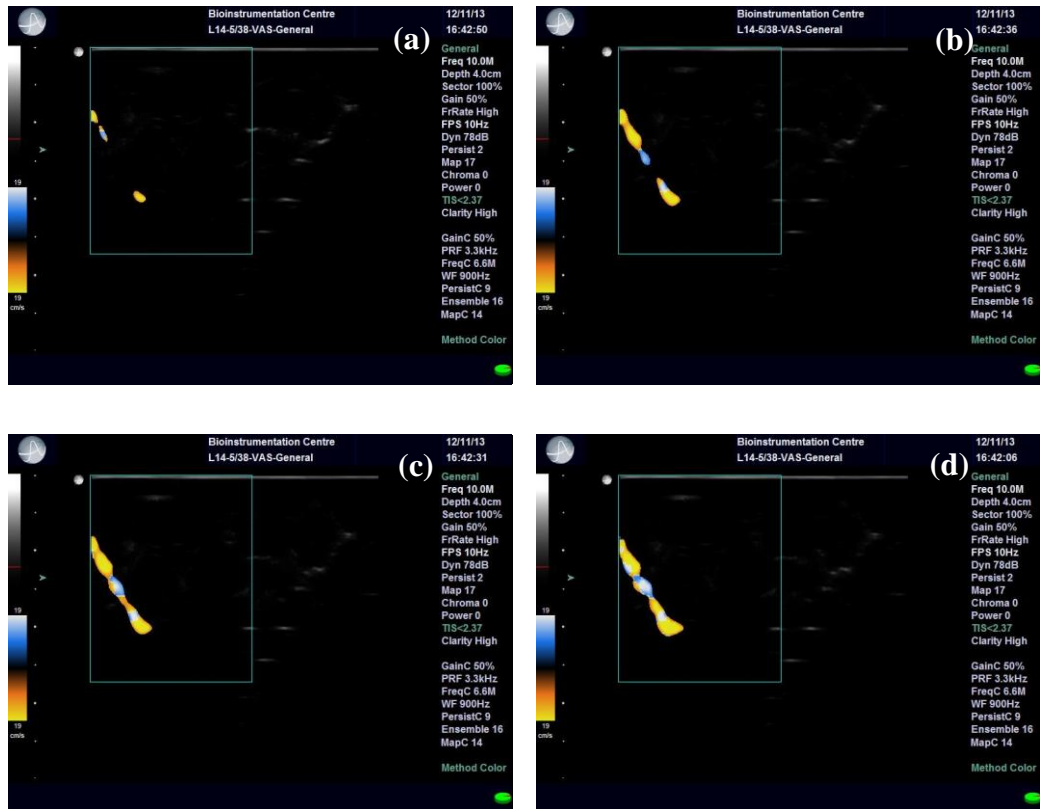 Bioinstrumentation Centre 12/11/13
L14-5/38-VAS-General 16:42:50
(a)
General
Freq 10.0M
Depth 4.0cm
Sector 100%
Gain 50%
FrRate High
FPS 10Hz
Dyn 78dB
Persist 2
Map 17
Chroma 0
Power 0
TIS<2.37
Clarity High
GainC 50%
PRF 3.3kHz
FreqC 6.6M
WF 900Hz
PersistC 9
Ensemble 16
MapC 14
Method Color
19
19
cm/s
Bioinstrumentation Centre 12/11/13
L14-5/38-VAS-General 16:42:36
(b)
General
Freq 10.0M
Depth 4.0cm
Sector 100%
Gain 50%
FrRate High
FPS 10Hz
Dyn 78dB
Persist 2
Map 17
Chroma 0
Power 0
TIS<2.37
Clarity High
GainC 50%
PRF 3.3kHz
FreqC 6.6M
WF 900Hz
PersistC 9
Ensemble 16
MapC 14
Method Color
19
19
cm/s
Bioinstrumentation Centre 12/11/13
L14-5/38-VAS-General 16:42:31
(c)
General
Freq 10.0M
Depth 4.0cm
Sector 100%
Gain 50%
FrRate High
FPS 10Hz
Dyn 78dB
Persist 2
Map 17
Chroma 0
Power 0
TIS<2.37
Clarity High
GainC 50%
PRF 3.3kHz
FreqC 6.6M
WF 900Hz
PersistC 9
Ensemble 16
MapC 14
Method Color
19
19
cm/s
Bioinstrumentation Centre 12/11/13
L14-5/38-VAS-General 16:42:06
(d)
General
Freq 10.0M
Depth 4.0cm
Sector 100%
Gain 50%
FrRate High
FPS 10Hz
Dyn 78dB
Persist 2
Map 17
Chroma 0
Power 0
TIS<2.37
Clarity High
GainC 50%
PRF 3.3kHz
FreqC 6.6M
WF 900Hz
PersistC 9
Ensemble 16
MapC 14
Method Color
19
19
cm/s